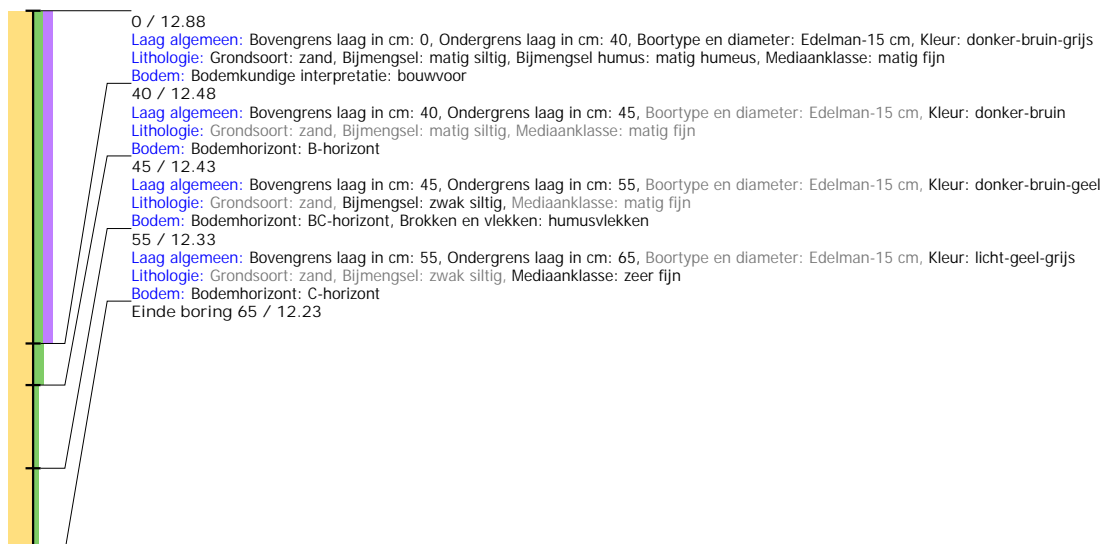 0 / 12.88
Laag algemeen: Bovengrens laag in cm: 0, Ondergrens laag in cm: 40, Boortype en diameter: Edelman-15 cm, Kleur: donker-bruin-grijs
Lithologie: Grondsoort: zand, Bijmengsel: matig siltig, Bijmengsel humus: matig humeus, Mediaanklasse: matig fijn
Bodem: Bodemkundige interpretatie: bouwvoor
40 / 12.48
Laag algemeen: Bovengrens laag in cm: 40, Ondergrens laag in cm: 45, Boortype en diameter: Edelman-15 cm, Kleur: donker-bruin
Lithologie: Grondsoort: zand, Bijmengsel: matig siltig, Mediaanklasse: matig fijn
Bodem: Bodemhorizont: B-horizont
45 / 12.43
Laag algemeen: Bovengrens laag in cm: 45, Ondergrens laag in cm: 55, Boortype en diameter: Edelman-15 cm, Kleur: donker-bruin-geel
Lithologie: Grondsoort: zand, Bijmengsel: zwak siltig, Mediaanklasse: matig fijn
Bodem: Bodemhorizont: BC-horizont, Brokken en vlekken: humusvlekken
55 / 12.33
Laag algemeen: Bovengrens laag in cm: 55, Ondergrens laag in cm: 65, Boortype en diameter: Edelman-15 cm, Kleur: licht-geel-grijs
Lithologie: Grondsoort: zand, Bijmengsel: zwak siltig, Mediaanklasse: zeer fijn
Bodem: Bodemhorizont: C-horizont
Einde boring 65 / 12.23